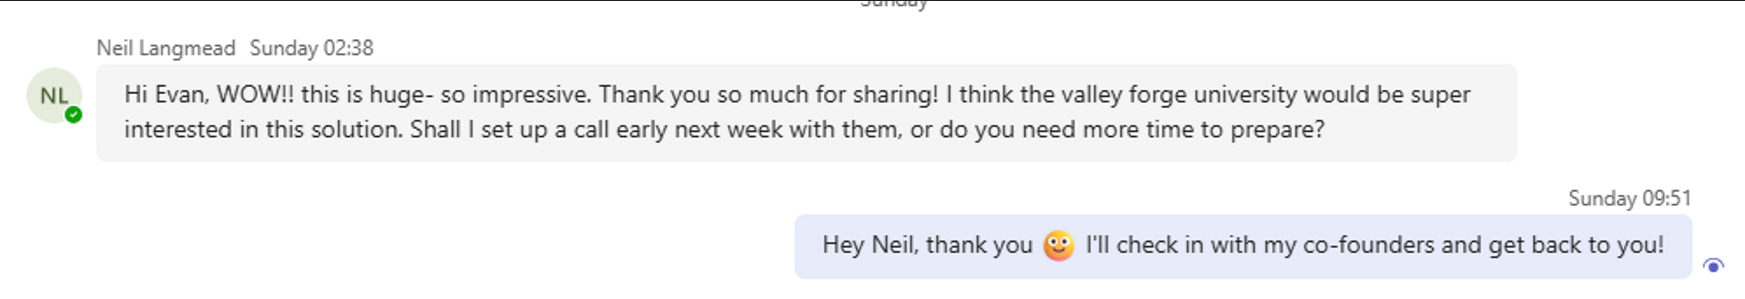 Sunday
Neil Langmead Sunday 02:38
NL
Hi Evan, WOW!! this is huge- so impressive. Thank you so much for sharing! I think the valley forge university would be super
interested in this solution. Shall I set up a call early next week with them, or do you need more time to prepare?
Sunday 09:51
Hey Neil, thank you 🙂 I'll check in with my co-founders and get back to you!